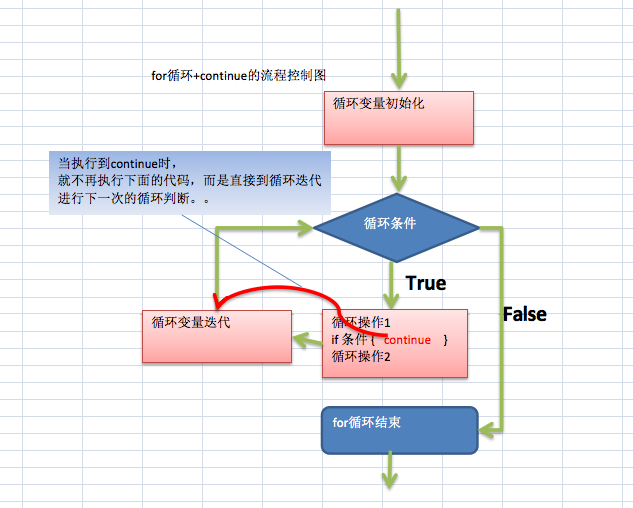 for循环+continue的流程控制图
循环变量初始化
当执行到continue时，
就不再执行下面的代码，而是直接到循环迭代
进行下一次的循环判断。。
循环条件
True
False
循环变量迭代
循环操作1
if 条件 { continue }
循环操作2
for循环结束